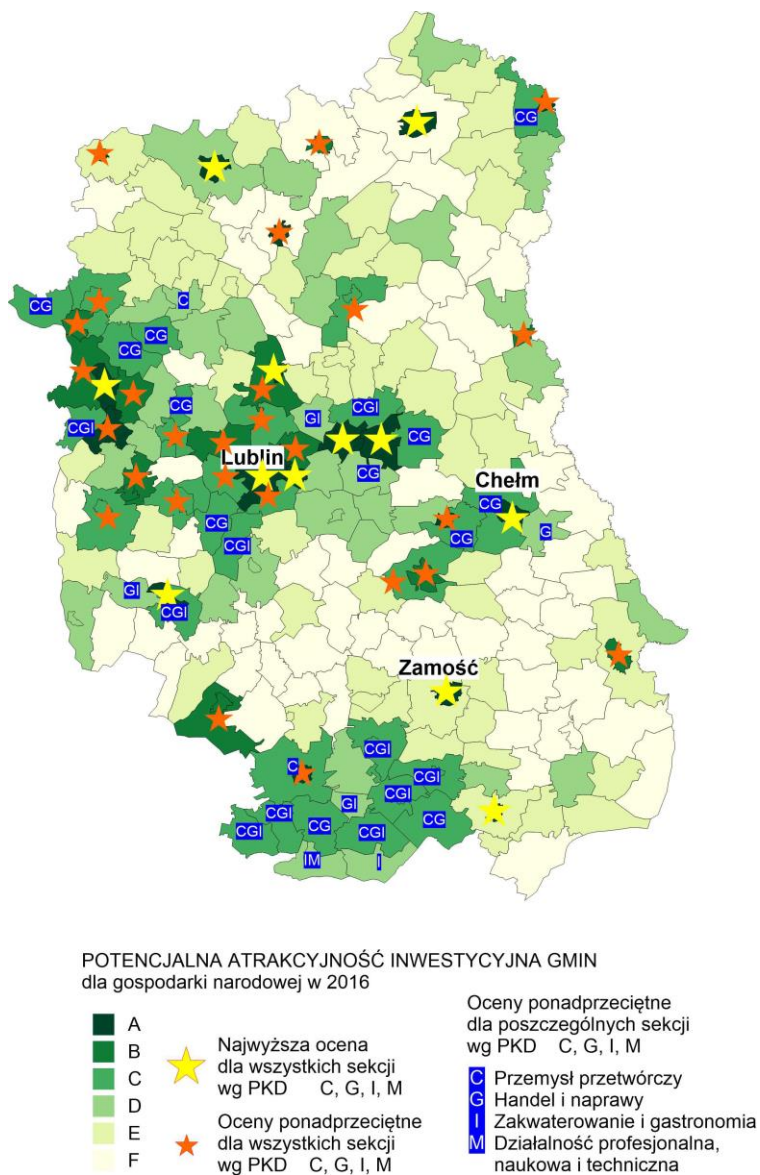 CG
C
CG
CG
CG
CG
CGI
GI
CGI
CG
Lublin
CG
Chełm
CG
CG
G
CG
CGI
GI
CGI
Zamość
CGI
C
CGI
CGI
GI
CGI
CGI
CG
CGI
CG
IM
I
POTENCJALNA ATRAKCYJNOŚĆ INWESTYCYJNA GMIN
dla gospodarki narodowej w 2016
A
B
C
D
E
F
Najwyższa ocena
dla wszystkich sekcji
wg PKD C, G, I, M
Oceny ponadprzeciętne
dla wszystkich sekcji
wg PKD C, G, I, M
Oceny ponadprzeciętne
dla poszczególnych sekcji
wg PKD C, G, I, M
C Przemysł przetwórczy
G Handel i naprawy
I Zakwaterowanie i gastronomia
M Działalność profesjonalna,
naukowa i techniczna